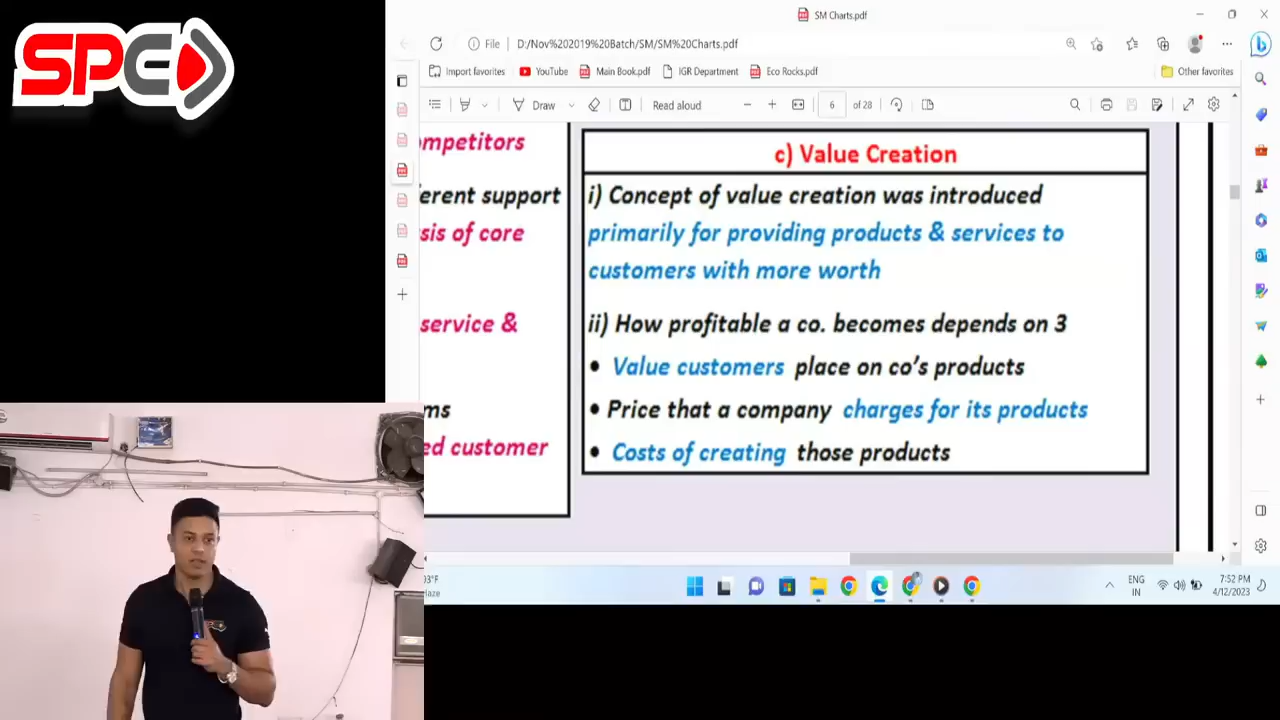 SPE
SM Charts.pdf
File
D:/Nov%202019%20Batch/SM/SM%20Charts.pdf
Import favorites
YouTube
Main Book.pdf
IGR Department
Eco Rocks.pdf
Other favorites
Draw
Read aloud
6
of 28
ompetitors
erent support
sis of core
service &
ms
ed customer
c) Value Creation
i) Concept of value creation was introduced
primarily for providing products & services to
customers with more worth
ii) How profitable a co. becomes depends on 3
• Value customers place on co's products
• Price that a company charges for its products
• Costs of creating those products
93°F
laze
ENG
IN
7:52 PM
4/12/2023